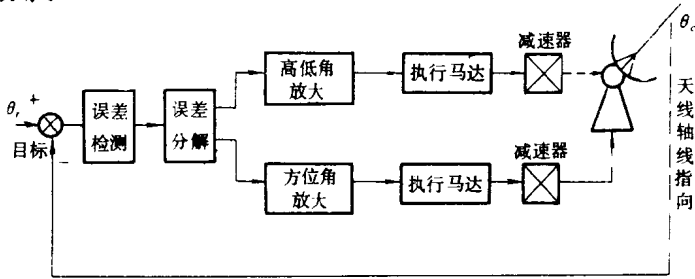 θc
减速器
高低角
放大
执行马达
θr
+
误差
检测
误差
分解
天线轴线指向
目标
-
减速器
方位角
放大
执行马达